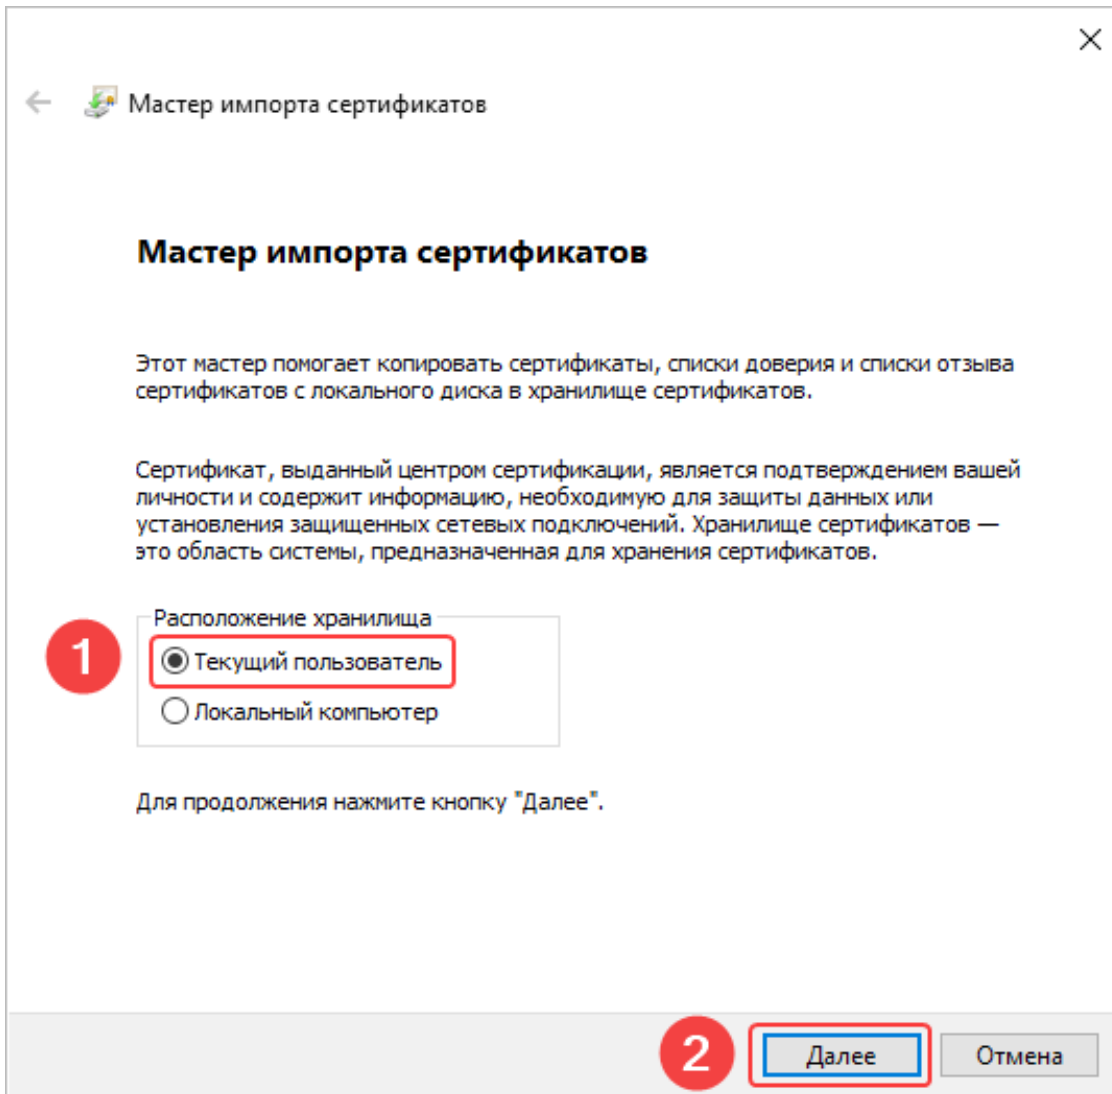 Мастер импорта сертификатов
Мастер импорта сертификатов
Этот мастер помогает копировать сертификаты, списки доверия и списки отзыва
сертификатов с локального диска в хранилище сертификатов.
Сертификат, выданный центром сертификации, является подтверждением вашей
личности и содержит информацию, необходимую для защиты данных или
установления защищенных сетевых подключений. Хранилище сертификатов —
это область системы, предназначенная для хранения сертификатов.
Расположение хранилища
1 Текущий пользователь
Локальный компьютер
Для продолжения нажмите кнопку "Далее".
2 Далее Отмена